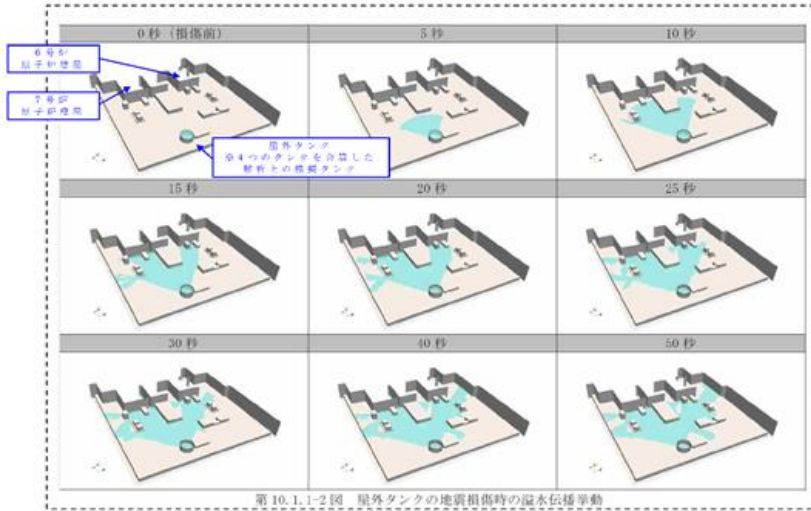 0秒(損傷前)
5秒
10秒
6号炉
原子炉建屋
7号炉
原子炉建屋
屋外タンク
※4つのタンクを合算した
解析上の模擬タンク
15秒
20秒
25秒
30秒
40秒
50秒
第10.1.1-2図 屋外タンクの地震損傷時の溢水伝播挙動